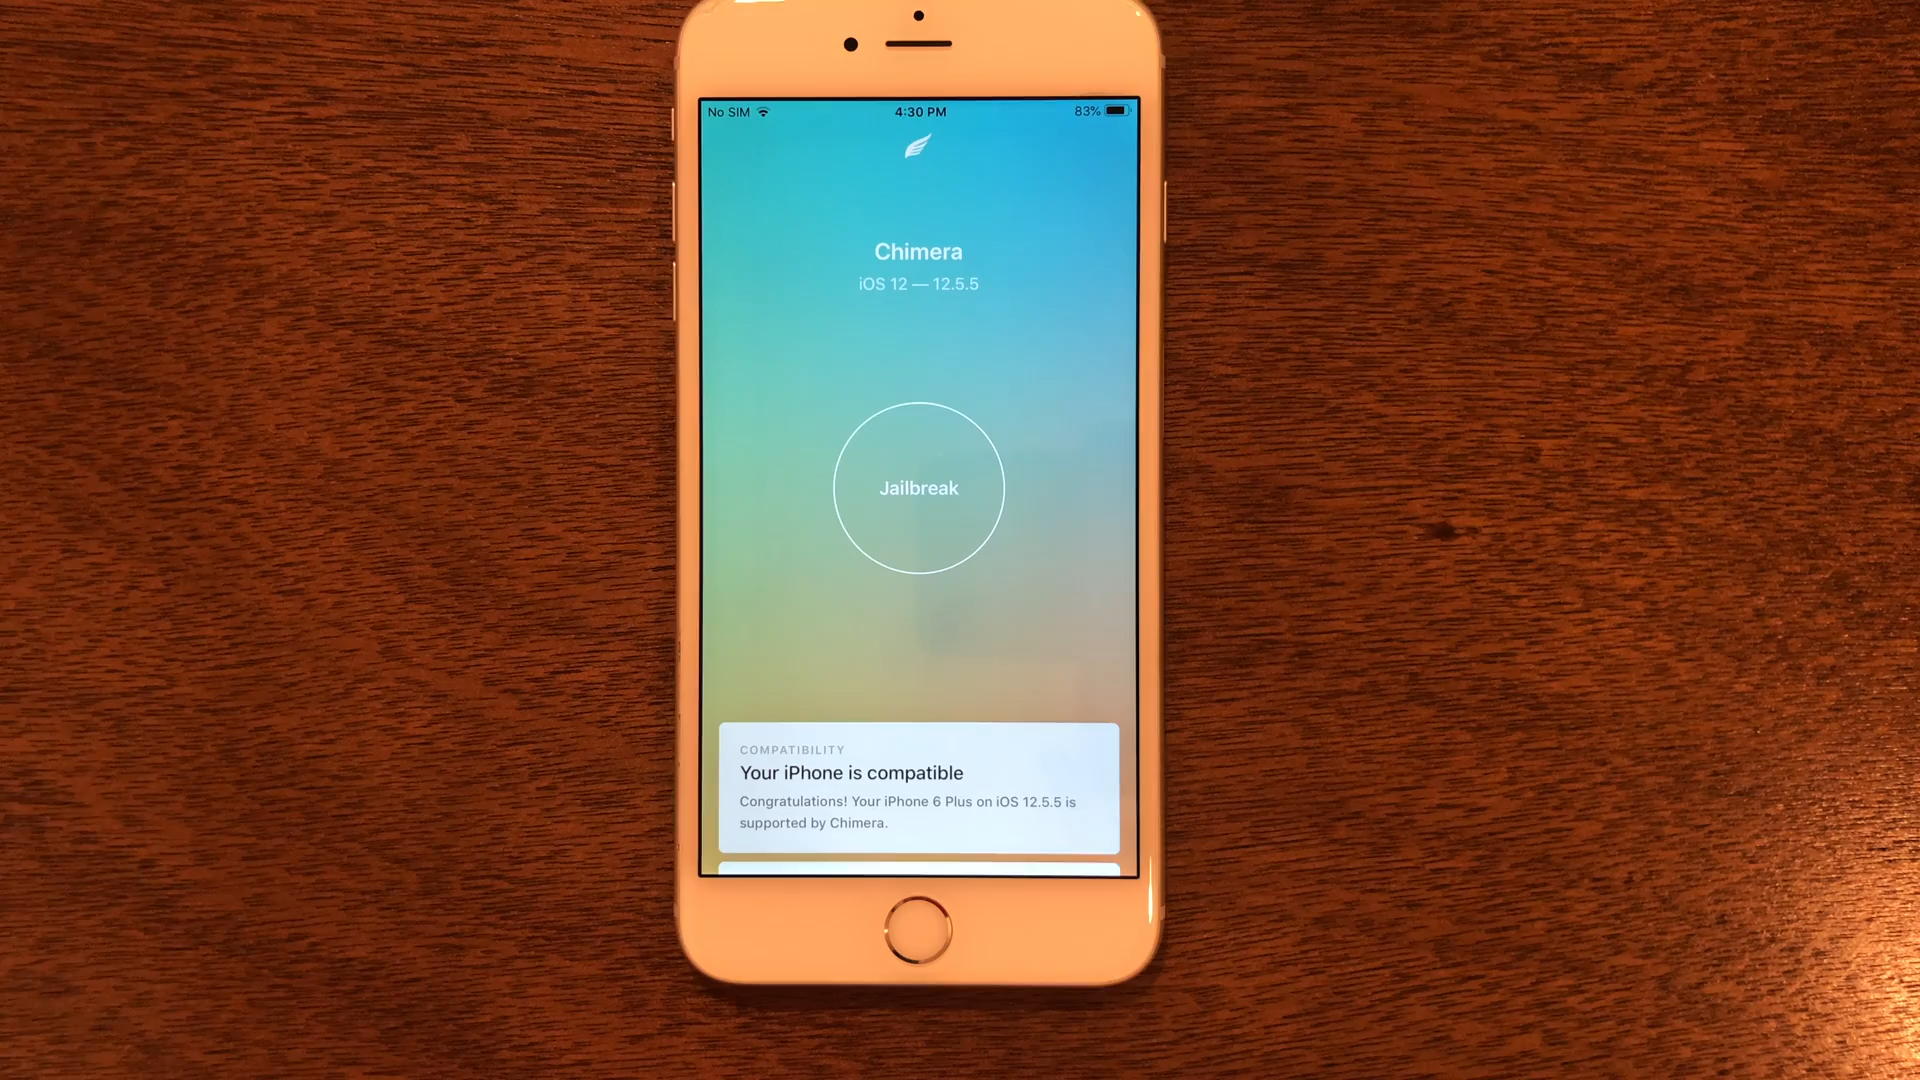 No SIM 4:30 PM 83%
Chimera
iOS 12 — 12.5.5
Jailbreak
COMPATIBILITY
Your iPhone is compatible
Congratulations! Your iPhone 6 Plus on iOS 12.5.5 is
supported by Chimera.